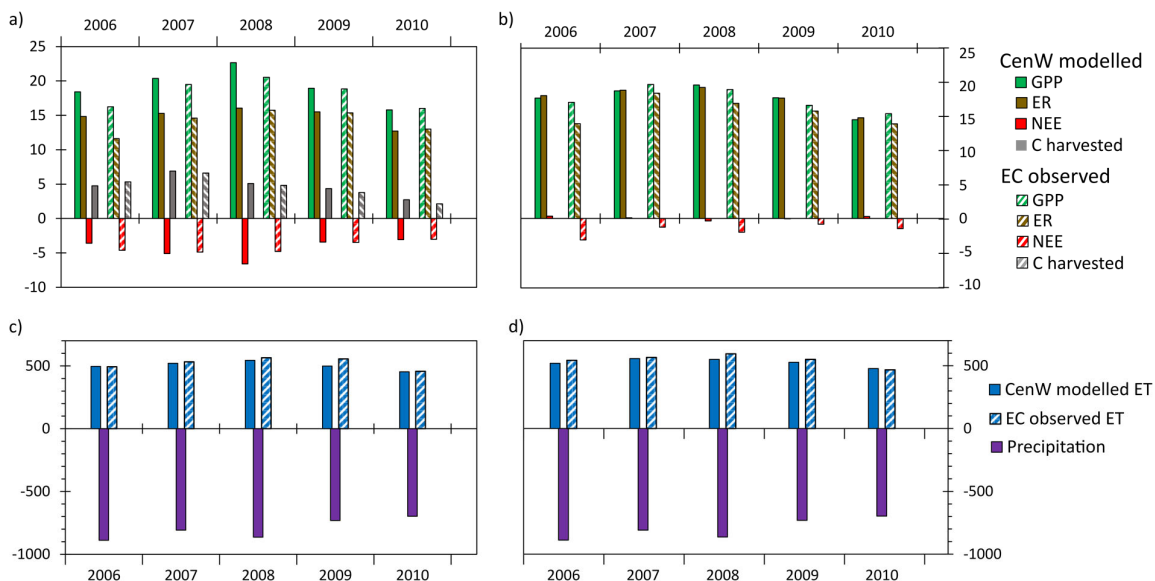 a)
2006 2007 2008 2009 2010
25
20
15
10
5
0
-5
-10
b)
2006 2007 2008 2009 2010
25
20
15
10
5
0
-5
-10
CenW modelled
GPP
ER
NEE
C harvested
EC observed
GPP
ER
NEE
C harvested
c)
500
0
-500
-1000
2006 2007 2008 2009 2010
d)
500
0
-500
-1000
2006 2007 2008 2009 2010
CenW modelled ET
EC observed ET
Precipitation